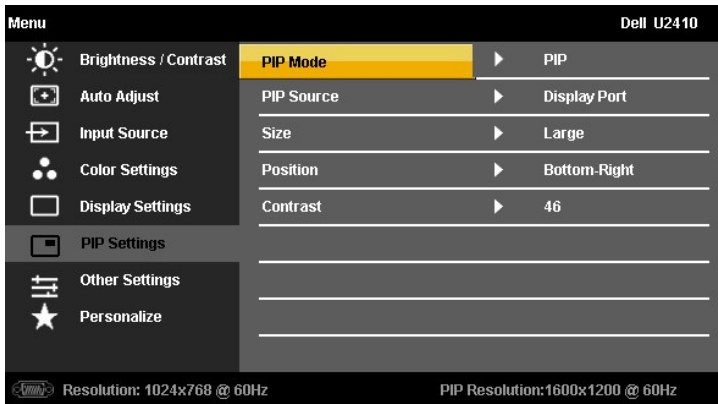 Menu Dell U2410
Brightness / Contrast PIP Mode PIP
Auto Adjust PIP Source Display Port
Input Source Size Large
Color Settings Position Bottom-Right
Display Settings Contrast 46
PIP Settings
Other Settings
Personalize
Resolution: 1024x768 @ 60Hz PIP Resolution:1600x1200 @ 60Hz